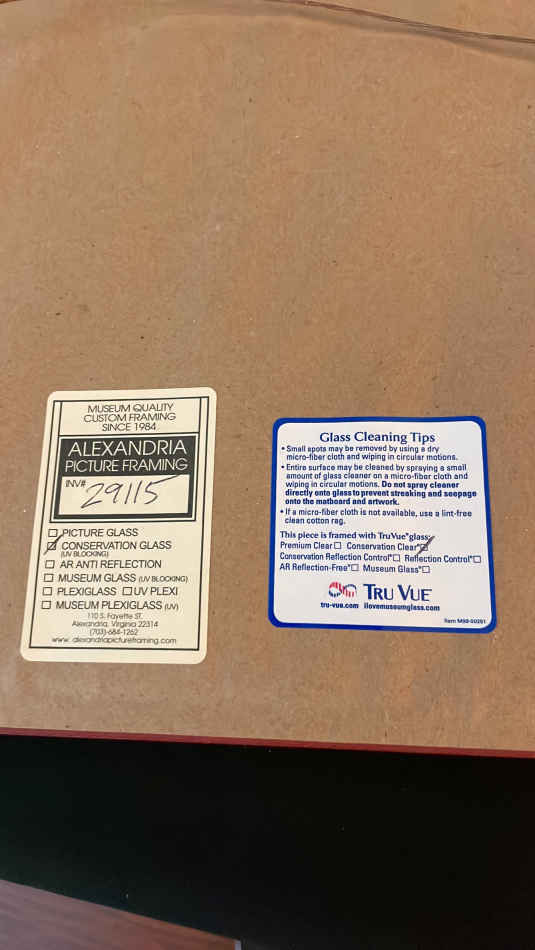 MUSEUM QUALITY
CUSTOM FRAMING
SINCE 1984
ALEXANDRIA
PICTURE FRAMING
INV# 29115
☐ PICTURE GLASS
☑ CONSERVATION GLASS
(UV BLOCKING)
☐ AR ANTI REFLECTION
☐ MUSEUM GLASS (UV BLOCKING)
☐ PLEXIGLASS ☐ UV PLEXI
☐ MUSEUM PLEXIGLASS (UV)
110 S. Fayette ST.
Alexandria, Virginia 22314
(703)-684-1262
www. alexandriapictureframing.com
Glass Cleaning Tips
• Small spots may be removed by using a dry
micro-fiber cloth and wiping in circular motions.
• Entire surface may be cleaned by spraying a small
amount of glass cleaner on a micro-fiber cloth and
wiping in circular motions. Do not spray cleaner
directly onto glass to prevent streaking and seepage
onto the matboard and artwork.
• If a micro-fiber cloth is not available, use a lint-free
clean cotton rag.
This piece is framed with Tru Vue® glass:
Premium Clear ☐ Conservation Clear® ☑
Conservation Reflection Control® ☐ Reflection Control® ☐
AR Reflection-Free® ☐ Museum Glass® ☐
TRU VUE®
tru-vue.com ilovemuseumglass.com